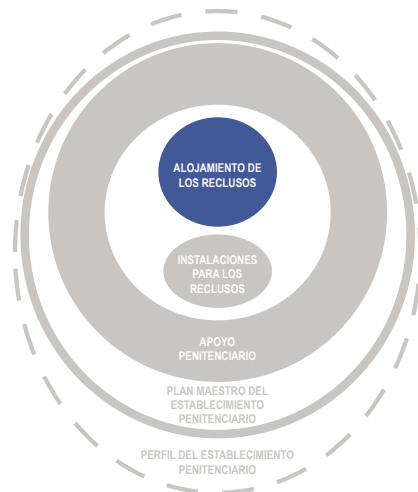 ALOJAMIENTO DE
LOS RECLUSOS
INSTALACIONES
PARA LOS
RECLUSOS
APOYO
PENITENCIARIO
PLAN MAESTRO DEL
ESTABLECIMIENTO
PENITENCIARIO
PERFIL DEL ESTABLECIMIENTO
PENITENCIARIO